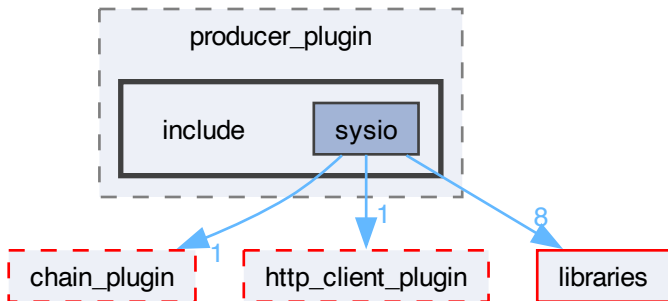 producer_plugin
include
sysio
1
1
8
chain_plugin
http_client_plugin
libraries